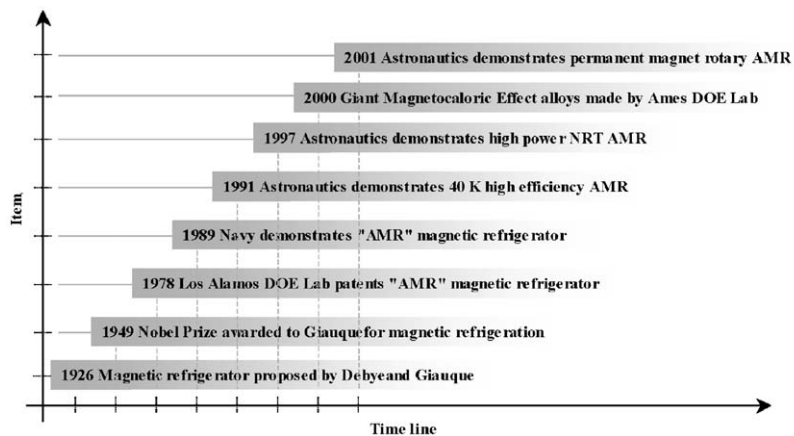 2001 Astronautics demonstrates permanent magnet rotary AMR
2000 Giant Magnetocaloric Effect alloys made by Ames DOE Lab
1997 Astronautics demonstrates high power NRT AMR
1991 Astronautics demonstrates 40 K high efficiency AMR
1989 Navy demonstrates "AMR" magnetic refrigerator
1978 Los Alamos DOE Lab patents "AMR" magnetic refrigerator
1949 Nobel Prize awarded to Giauquefor magnetic refrigeration
1926 Magnetic refrigerator proposed by Debyeand Giauque
Item
Time line